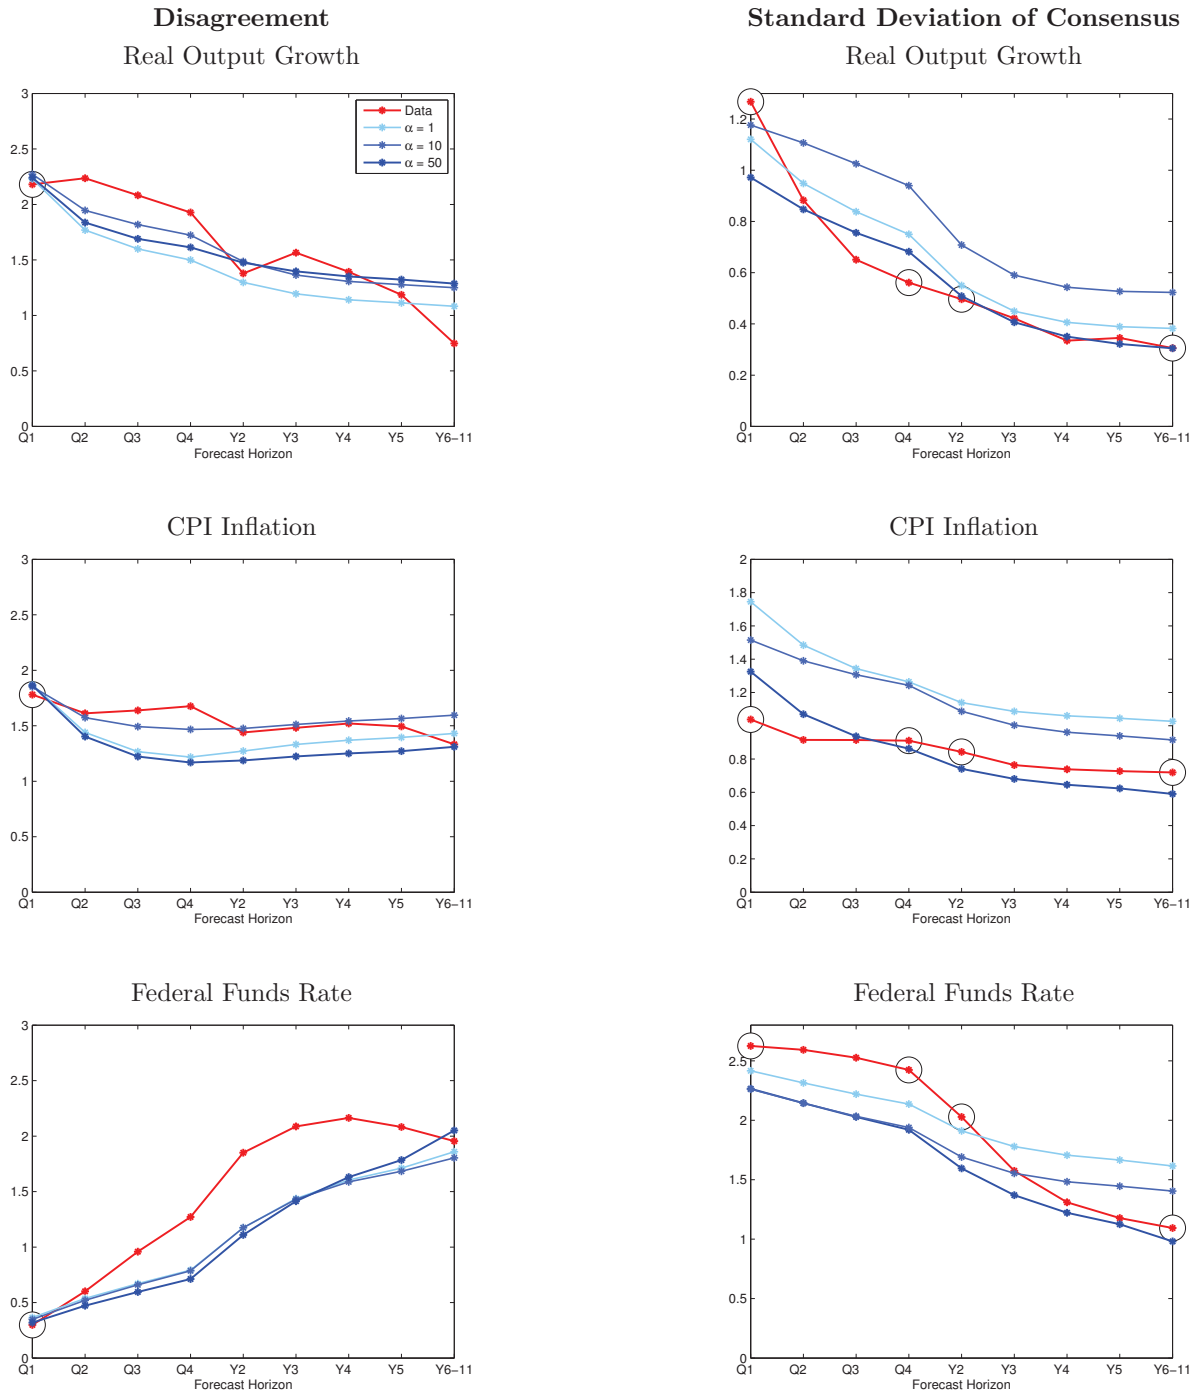 Disagreement
Standard Deviation of Consensus
Real Output Growth
Real Output Growth
3
2.5
2
1.5
1
0.5
0
Data
α = 1
α = 10
α = 50
Q1 Q2 Q3 Q4 Y2 Y3 Y4 Y5 Y6−11
Forecast Horizon
1.2
1
0.8
0.6
0.4
0.2
0
Q1 Q2 Q3 Q4 Y2 Y3 Y4 Y5 Y6−11
Forecast Horizon
CPI Inflation
CPI Inflation
3
2.5
2
1.5
1
0.5
0
Q1 Q2 Q3 Q4 Y2 Y3 Y4 Y5 Y6−11
Forecast Horizon
2
1.8
1.6
1.4
1.2
1
0.8
0.6
0.4
0.2
0
Q1 Q2 Q3 Q4 Y2 Y3 Y4 Y5 Y6−11
Forecast Horizon
Federal Funds Rate
Federal Funds Rate
3
2.5
2
1.5
1
0.5
0
Q1 Q2 Q3 Q4 Y2 Y3 Y4 Y5 Y6−11
Forecast Horizon
2.5
2
1.5
1
0.5
0
Q1 Q2 Q3 Q4 Y2 Y3 Y4 Y5 Y6−11
Forecast Horizon